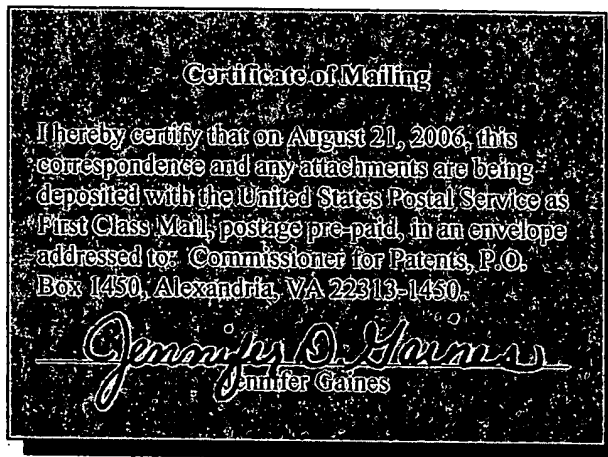 Certificate of Mailing
I hereby certify that on August 21, 2006, this
correspondence and any attachments are being
deposited with the United States Postal Service as
First Class Mail, postage pre-paid, in an envelope
addressed to: Commissioner for Patents, P.O.
Box 1450, Alexandria, VA 22313-1450.
Jennifer D. Gaines
Jennifer Gaines